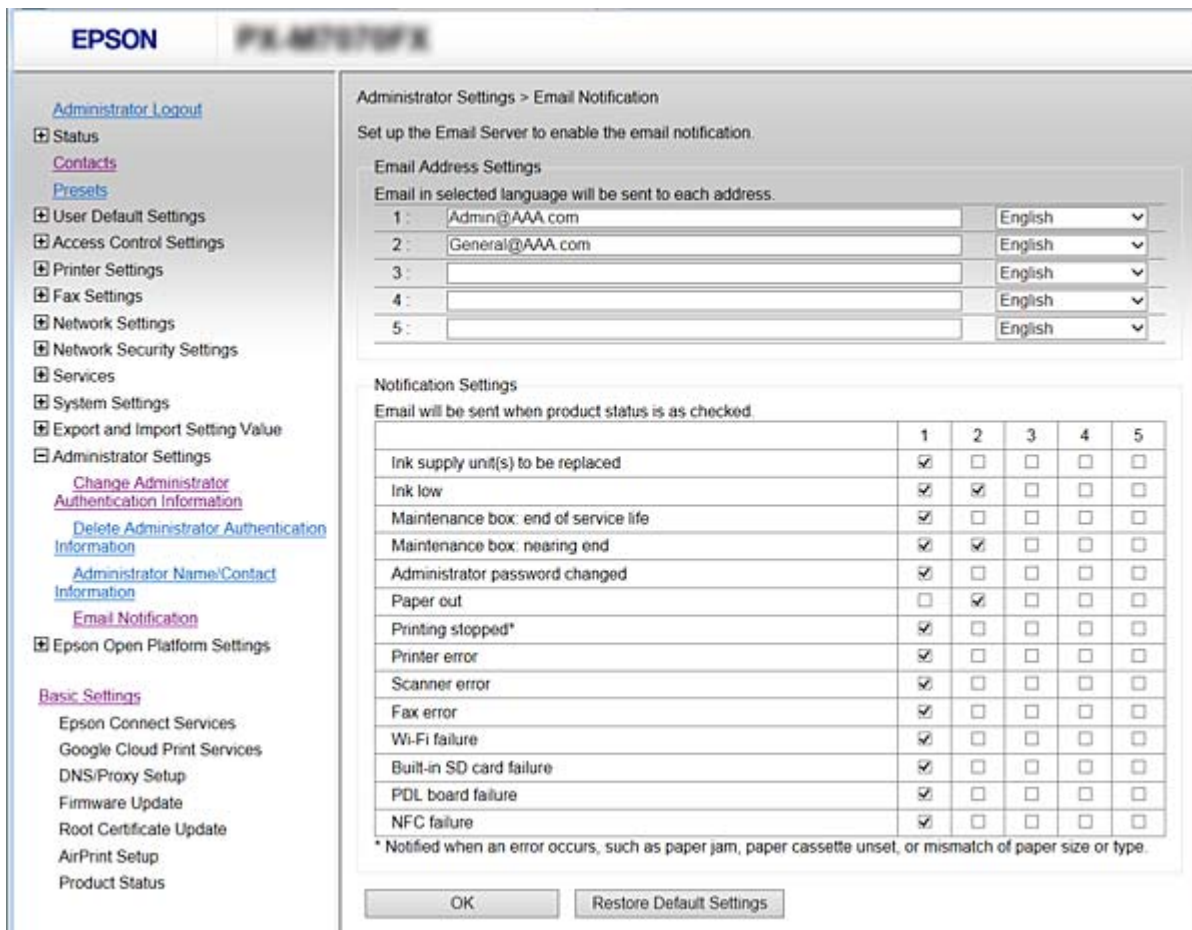 EPSON
Administrator Logout
Status
Contacts
Presets
User Default Settings
Access Control Settings
Printer Settings
Fax Settings
Network Settings
Network Security Settings
Services
System Settings
Export and Import Setting Value
Administrator Settings
Change Administrator
Authentication Information
Delete Administrator Authentication
Information
Administrator Name/Contact
Information
Email Notification
Epson Open Platform Settings
Basic Settings
Epson Connect Services
Google Cloud Print Services
DNS/Proxy Setup
Firmware Update
Root Certificate Update
AirPrint Setup
Product Status
Administrator Settings > Email Notification
Set up the Email Server to enable the email notification.
Email Address Settings
Email in selected language will be sent to each address.
1 : Admin@AAA.com English
2 : General@AAA.com English
3 : English
4 : English
5 : English
Notification Settings
Email will be sent when product status is as checked.
1 2 3 4 5
Ink supply unit(s) to be replaced
Ink low
Maintenance box: end of service life
Maintenance box: nearing end
Administrator password changed
Paper out
Printing stopped*
Printer error
Scanner error
Fax error
Wi-Fi failure
Built-in SD card failure
PDL board failure
NFC failure
* Notified when an error occurs, such as paper jam, paper cassette unset, or mismatch of paper size or type.
OK Restore Default Settings